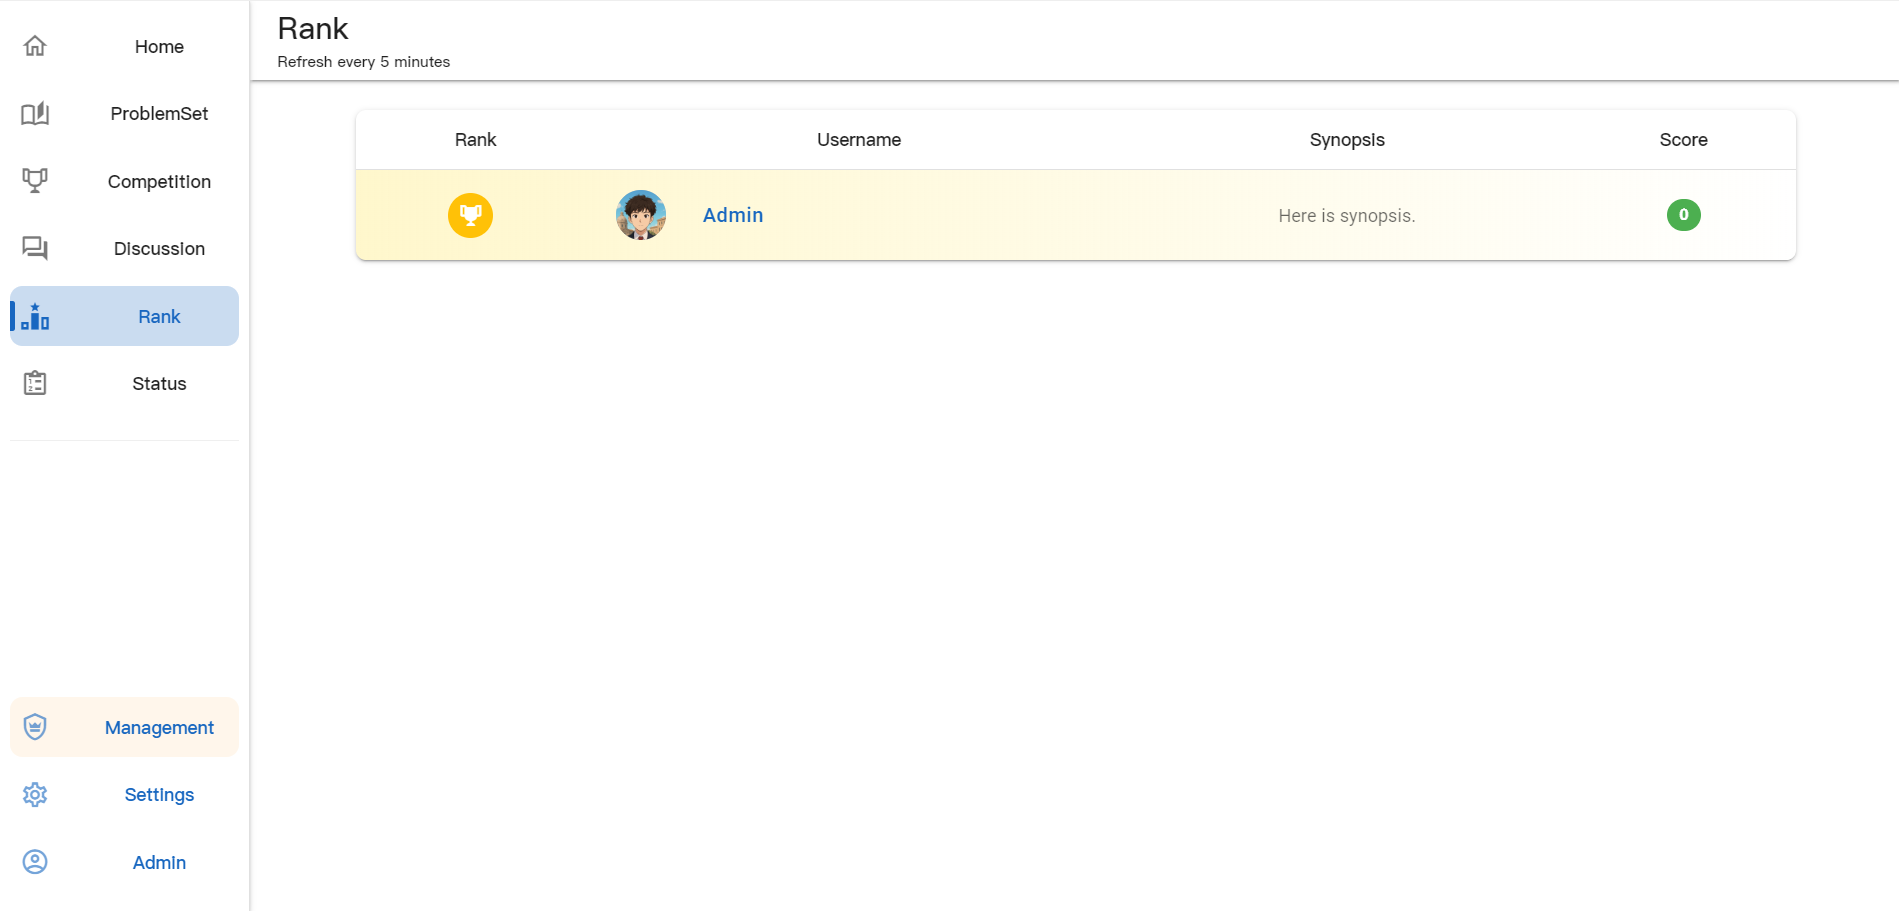 Home
ProblemSet
Competition
Discussion
Rank
Status
Management
Settings
Admin
Rank
Refresh every 5 minutes
Rank Username Synopsis Score
Admin Here is synopsis. 0